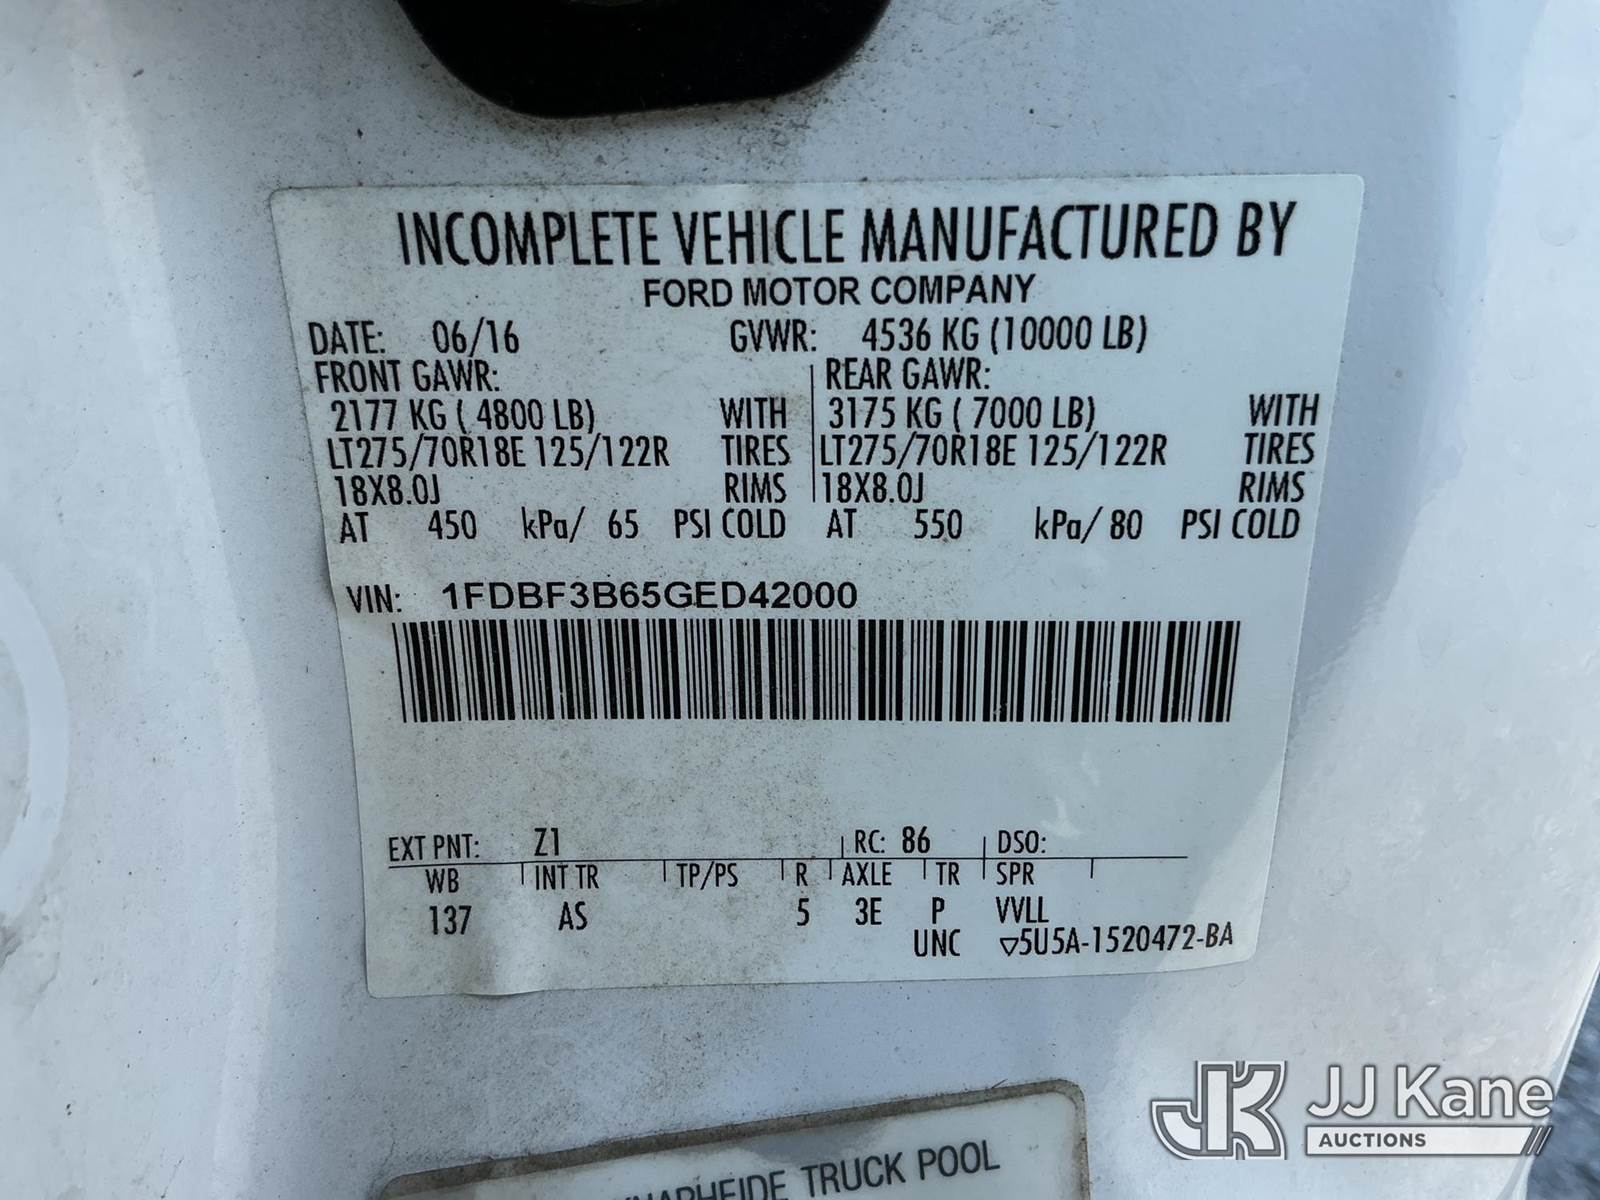 INCOMPLETE VEHICLE MANUFACTURED BY
FORD MOTOR COMPANY
DATE: 06/16 GVWR: 4536 KG (10000 LB)
FRONT GAWR: REAR GAWR:
2177 KG ( 4800 LB) WITH 3175 KG ( 7000 LB) WITH
LT275/70R18E 125/122R TIRES LT275/70R18E 125/122R TIRES
18X8.0J RIMS 18X8.0J RIMS
AT 450 kPa/ 65 PSI COLD AT 550 kPa/ 80 PSI COLD
VIN: 1FDBF3B65GED42000
EXT PNT: Z1 RC: 86 DSO:
WB INT TR TP/PS R AXLE TR SPR
137 AS 5 3E P VVLL
UNC ▽5U5A-1520472-BA
TRUCK POOL
JK JJ Kane
AUCTIONS